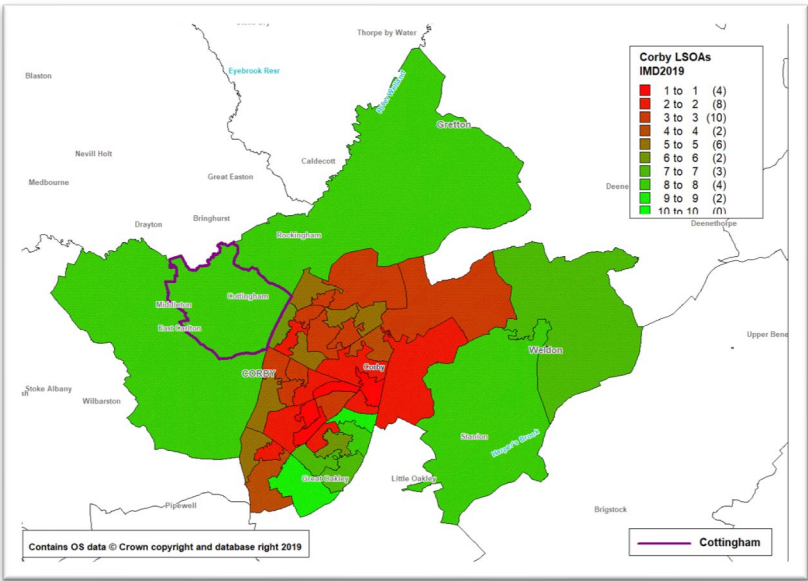 Thorpe by Water
Blaston
Eyebrook Resr
Gretton
Nevill Holt
Caldecott
Great Easton
Medbourne
Deene
Bringhurst
Drayton
Deenethorpe
Rockingham
Cottingham
Middleton
East Carlton
Upper Bene
Weldon
Corby
CORBY
Stoke Albany
sh
Wilbarston
Stanion
Harper's Brook
Great Oakley
Little Oakley
Pipewell
Brigstock
Corby LSOAs
IMD2019
1 to 1 (4)
2 to 2 (8)
3 to 3 (10)
4 to 4 (2)
5 to 5 (6)
6 to 6 (2)
7 to 7 (3)
8 to 8 (4)
9 to 9 (2)
10 to 10 (0)
Contains OS data © Crown copyright and database right 2019
Cottingham